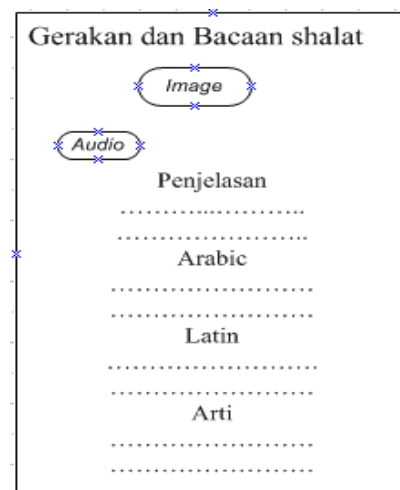 Gerakan dan Bacaan shalat
Image
Audio
Penjelasan
………...………..
…………………..
Arabic
…………………….
…………………….
Latin
……………………..
…………………….
Arti
…………………….
…………………….